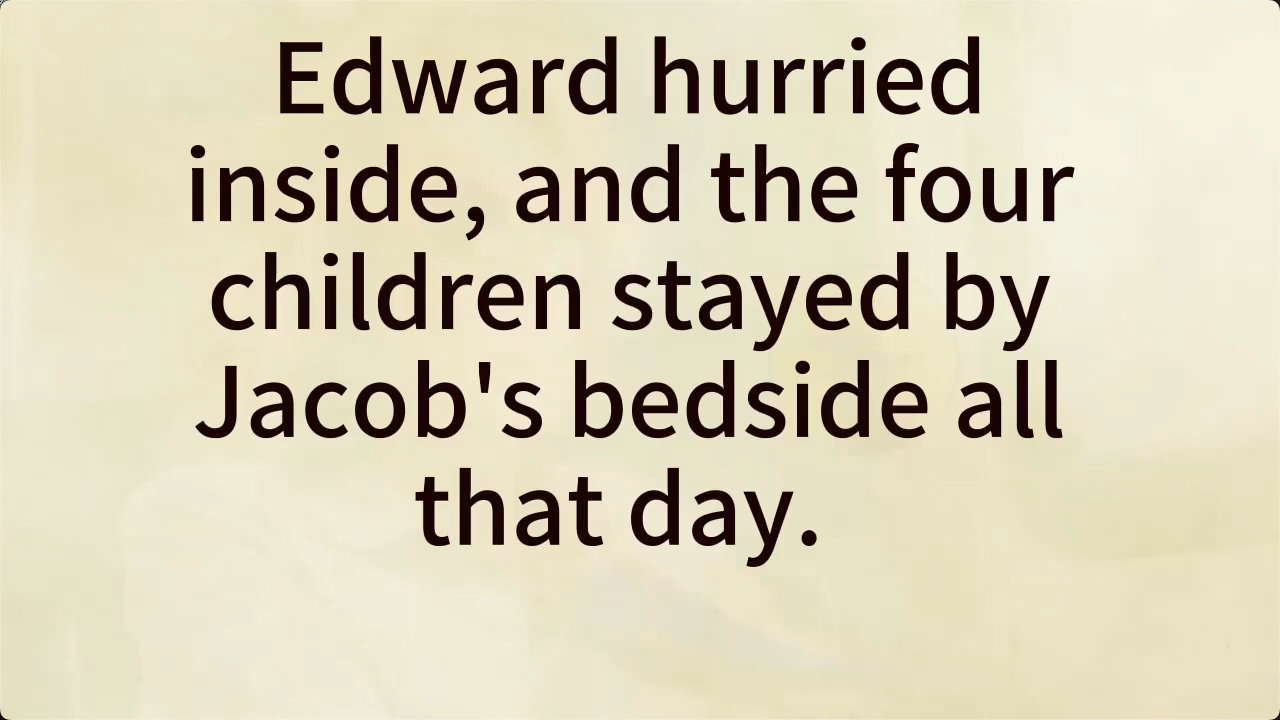 Edward hurried
inside, and the four
children stayed by
Jacob's bedside all
that day.